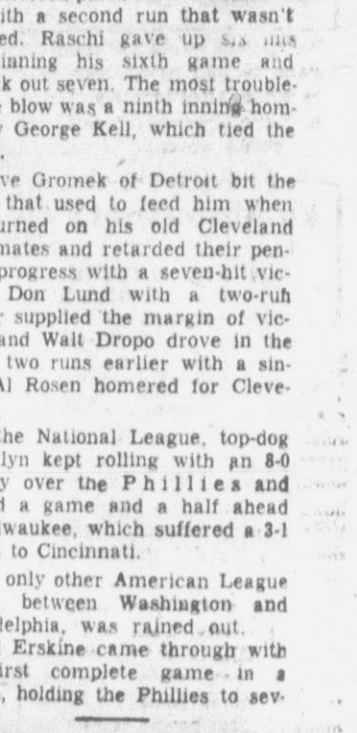 ith a second run that wasn't
ed. Raschi gave up six hits
inning his sixth game and
k out seven. The most trouble-
e blow was a ninth inning hom-
y George Kell, which tied the
.
ve Gromek of Detroit bit the
that used to feed him when
urned on his old Cleveland
mates and retarded their pen-
progress with a seven-hit vic-
Don Lund with a two-ruh
r supplied the margin of vic-
and Walt Dropo drove in the
two runs earlier with a sin-
Al Rosen homered for Cleve-
he National League, top-dog
lyn kept rolling with an 8-0
y over the Phillies and
d a game and a half ahead
lwaukee, which suffered a 3-1
to Cincinnati.
only other American League
between Washington and
delphia, was rained out.
l Erskine came through with
irst complete game in a
, holding the Phillies to sev-